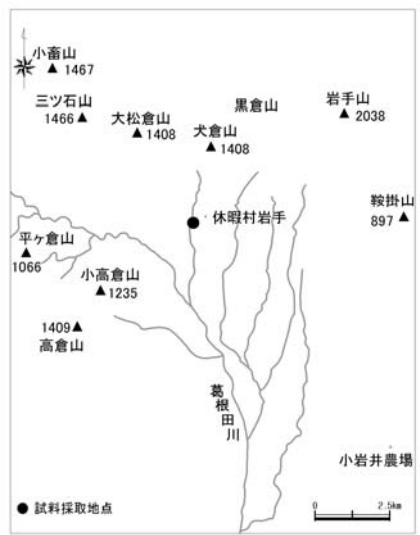 小畚山
1467
三ツ石山
1466
大松倉山
1408
犬倉山
1408
黒倉山
岩手山
2038
鞍掛山
897
休暇村岩手
平ヶ倉山
1066
小高倉山
1235
1409
高倉山
葛根田川
小岩井農場
試料採取地点
0
2.5km